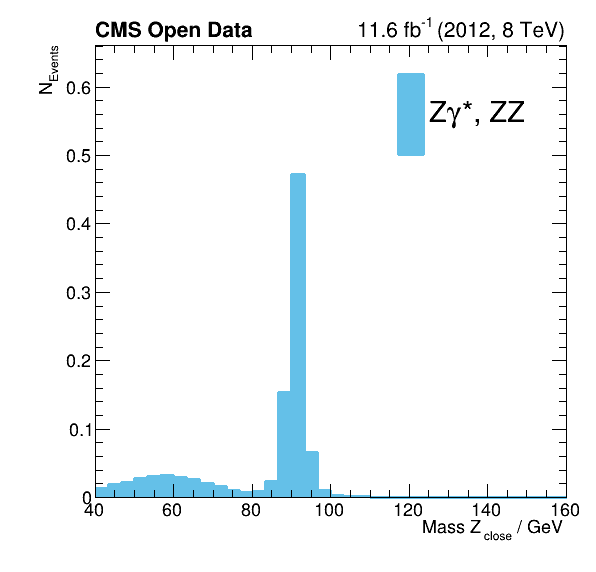 CMS Open Data 11.6 fb-1 (2012, 8 TeV)
NEvents
Zγ*, ZZ
0.6
0.5
0.4
0.3
0.2
0.1
0
40 60 80 100 120 140 160
Mass Zclose / GeV